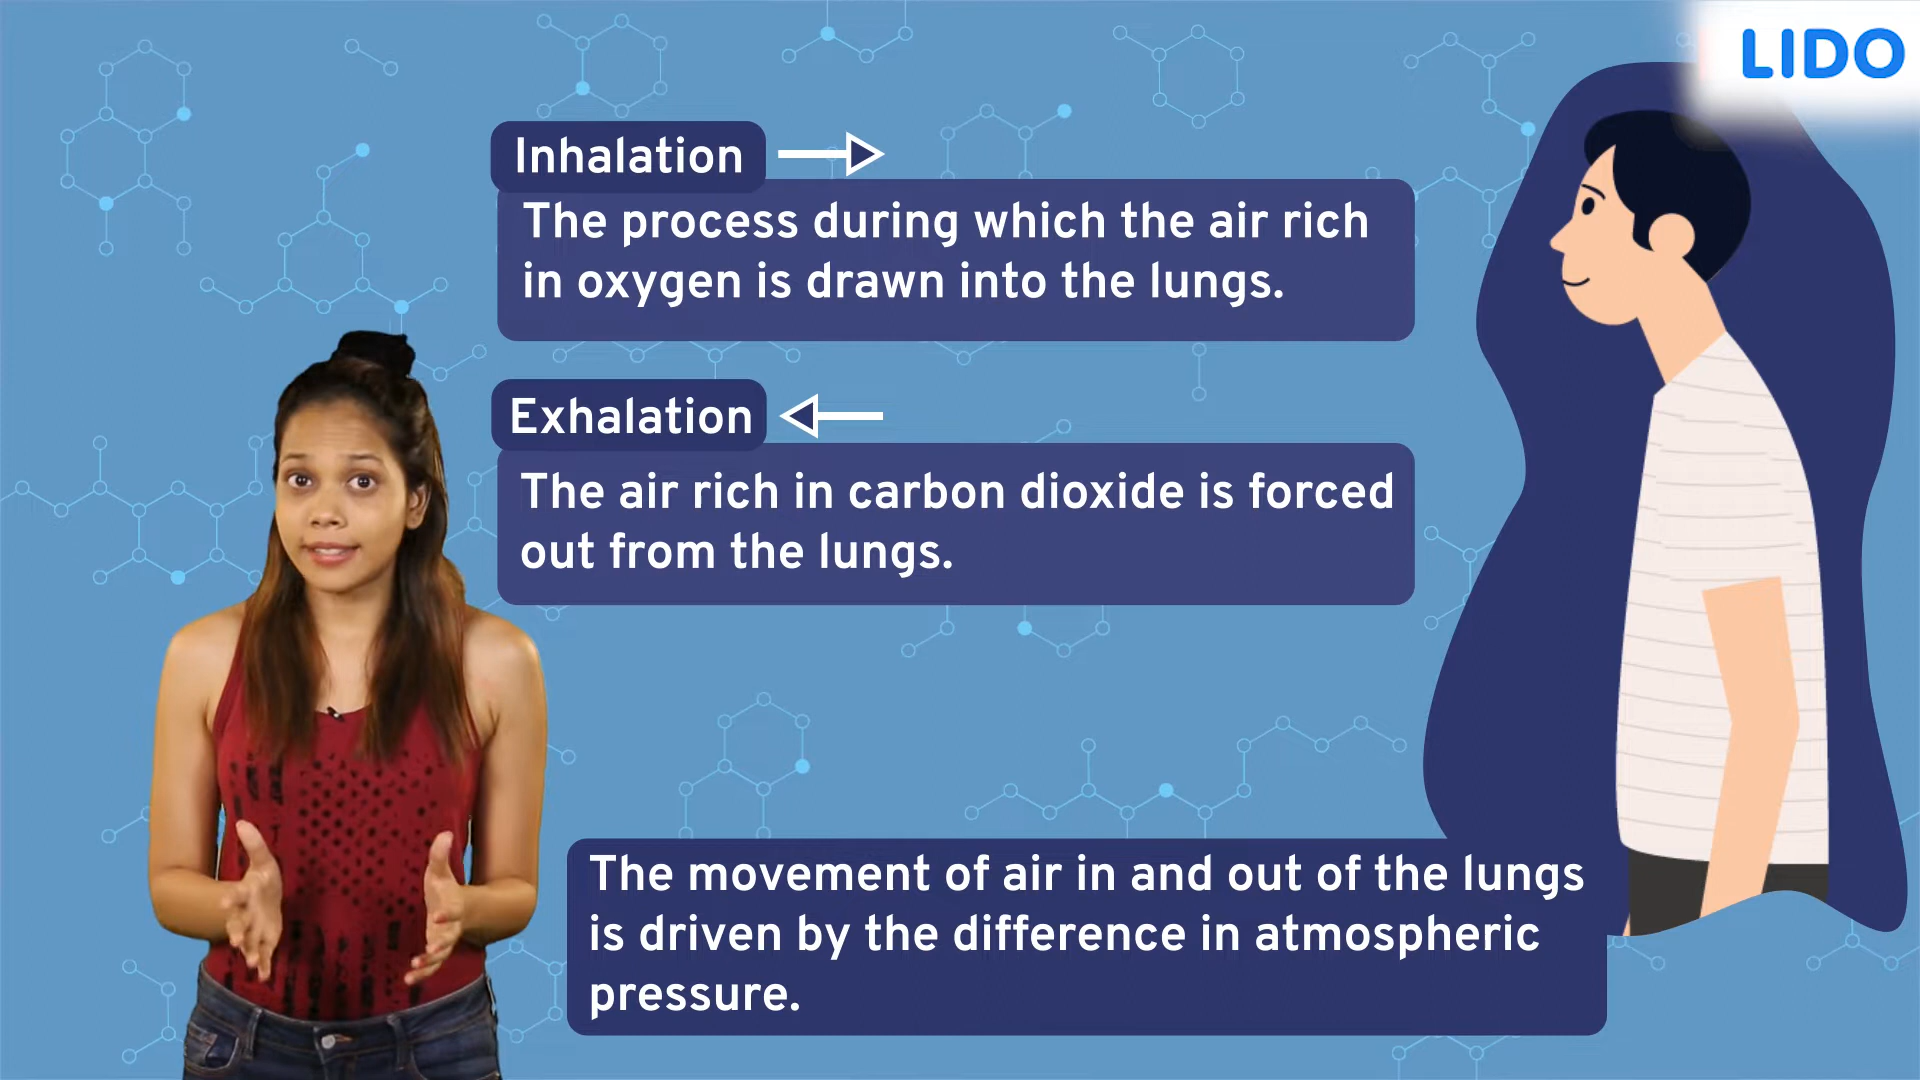 LIDO
Inhalation
The process during which the air rich
in oxygen is drawn into the lungs.
Exhalation
The air rich in carbon dioxide is forced
out from the lungs.
The movement of air in and out of the lungs
is driven by the difference in atmospheric
pressure.